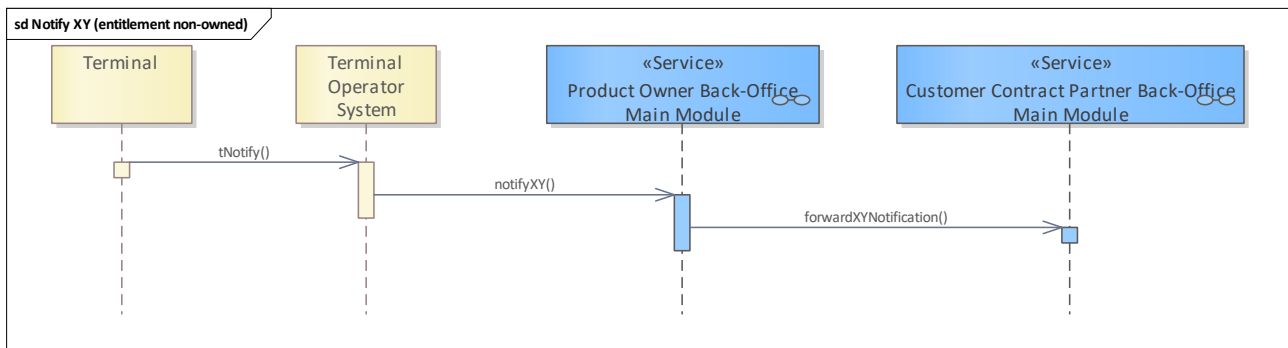 sd Notify XY (entitlement non-owned)
Terminal
Terminal
Operator
System
«Service»
Product Owner Back-Office
Main Module
«Service»
Customer Contract Partner Back-Office
Main Module
tNotify()
notifyXY()
forwardXYNotification()